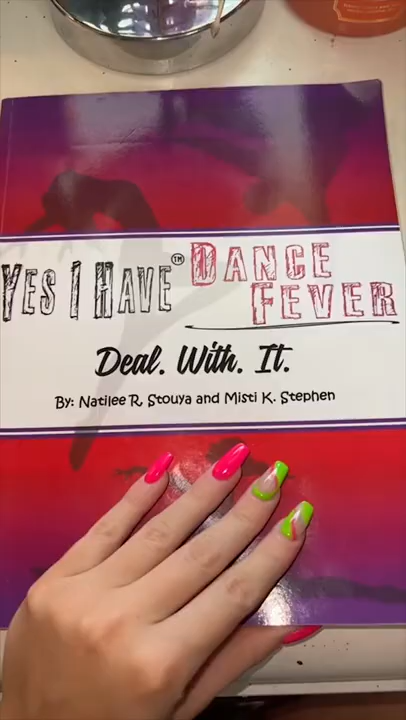 YES I HAVE™ DANCE
FEVER
Deal. With. It.
By: Natilee R. Stouya and Misti K. Stephen